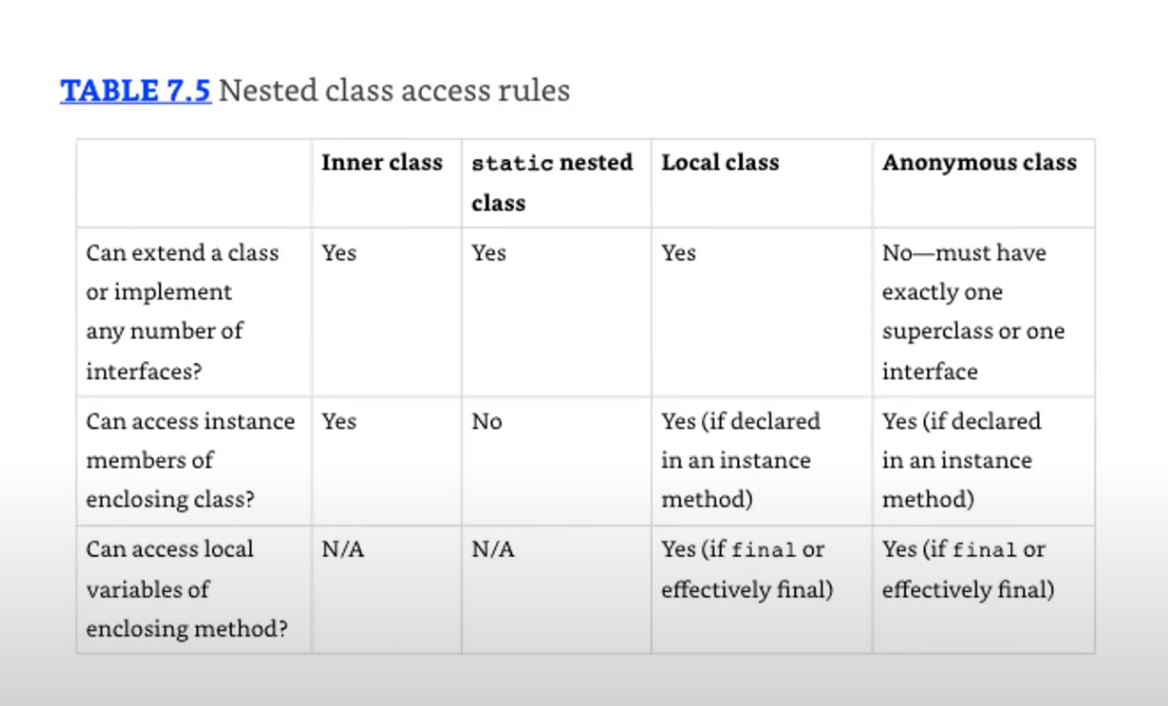 TABLE 7.5 Nested class access rules
Inner class
static nested
class
Local class
Anonymous class
Can extend a class
or implement
any number of
interfaces?
Yes
Yes
Yes
No—must have
exactly one
superclass or one
interface
Can access instance
members of
enclosing class?
Yes
No
Yes (if declared
in an instance
method)
Yes (if declared
in an instance
method)
Can access local
variables of
enclosing method?
N/A
N/A
Yes (if final or
effectively final)
Yes (if final or
effectively final)